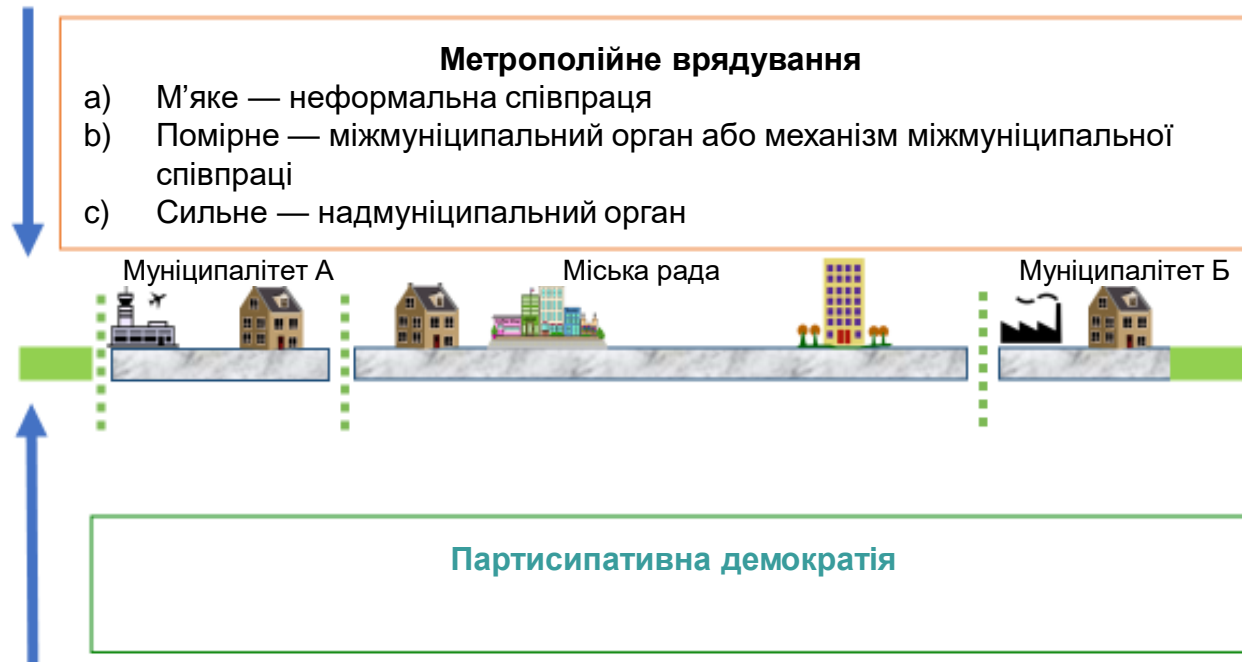 Метрополійне врядування
a) М’яке — неформальна співпраця
b) Помірне — міжмуніципальний орган або механізм міжмуніципальної
співпраці
c) Сильне — надмуніципальний орган
Муніципалітет А Міська рада Муніципалітет Б
Партисипативна демократія